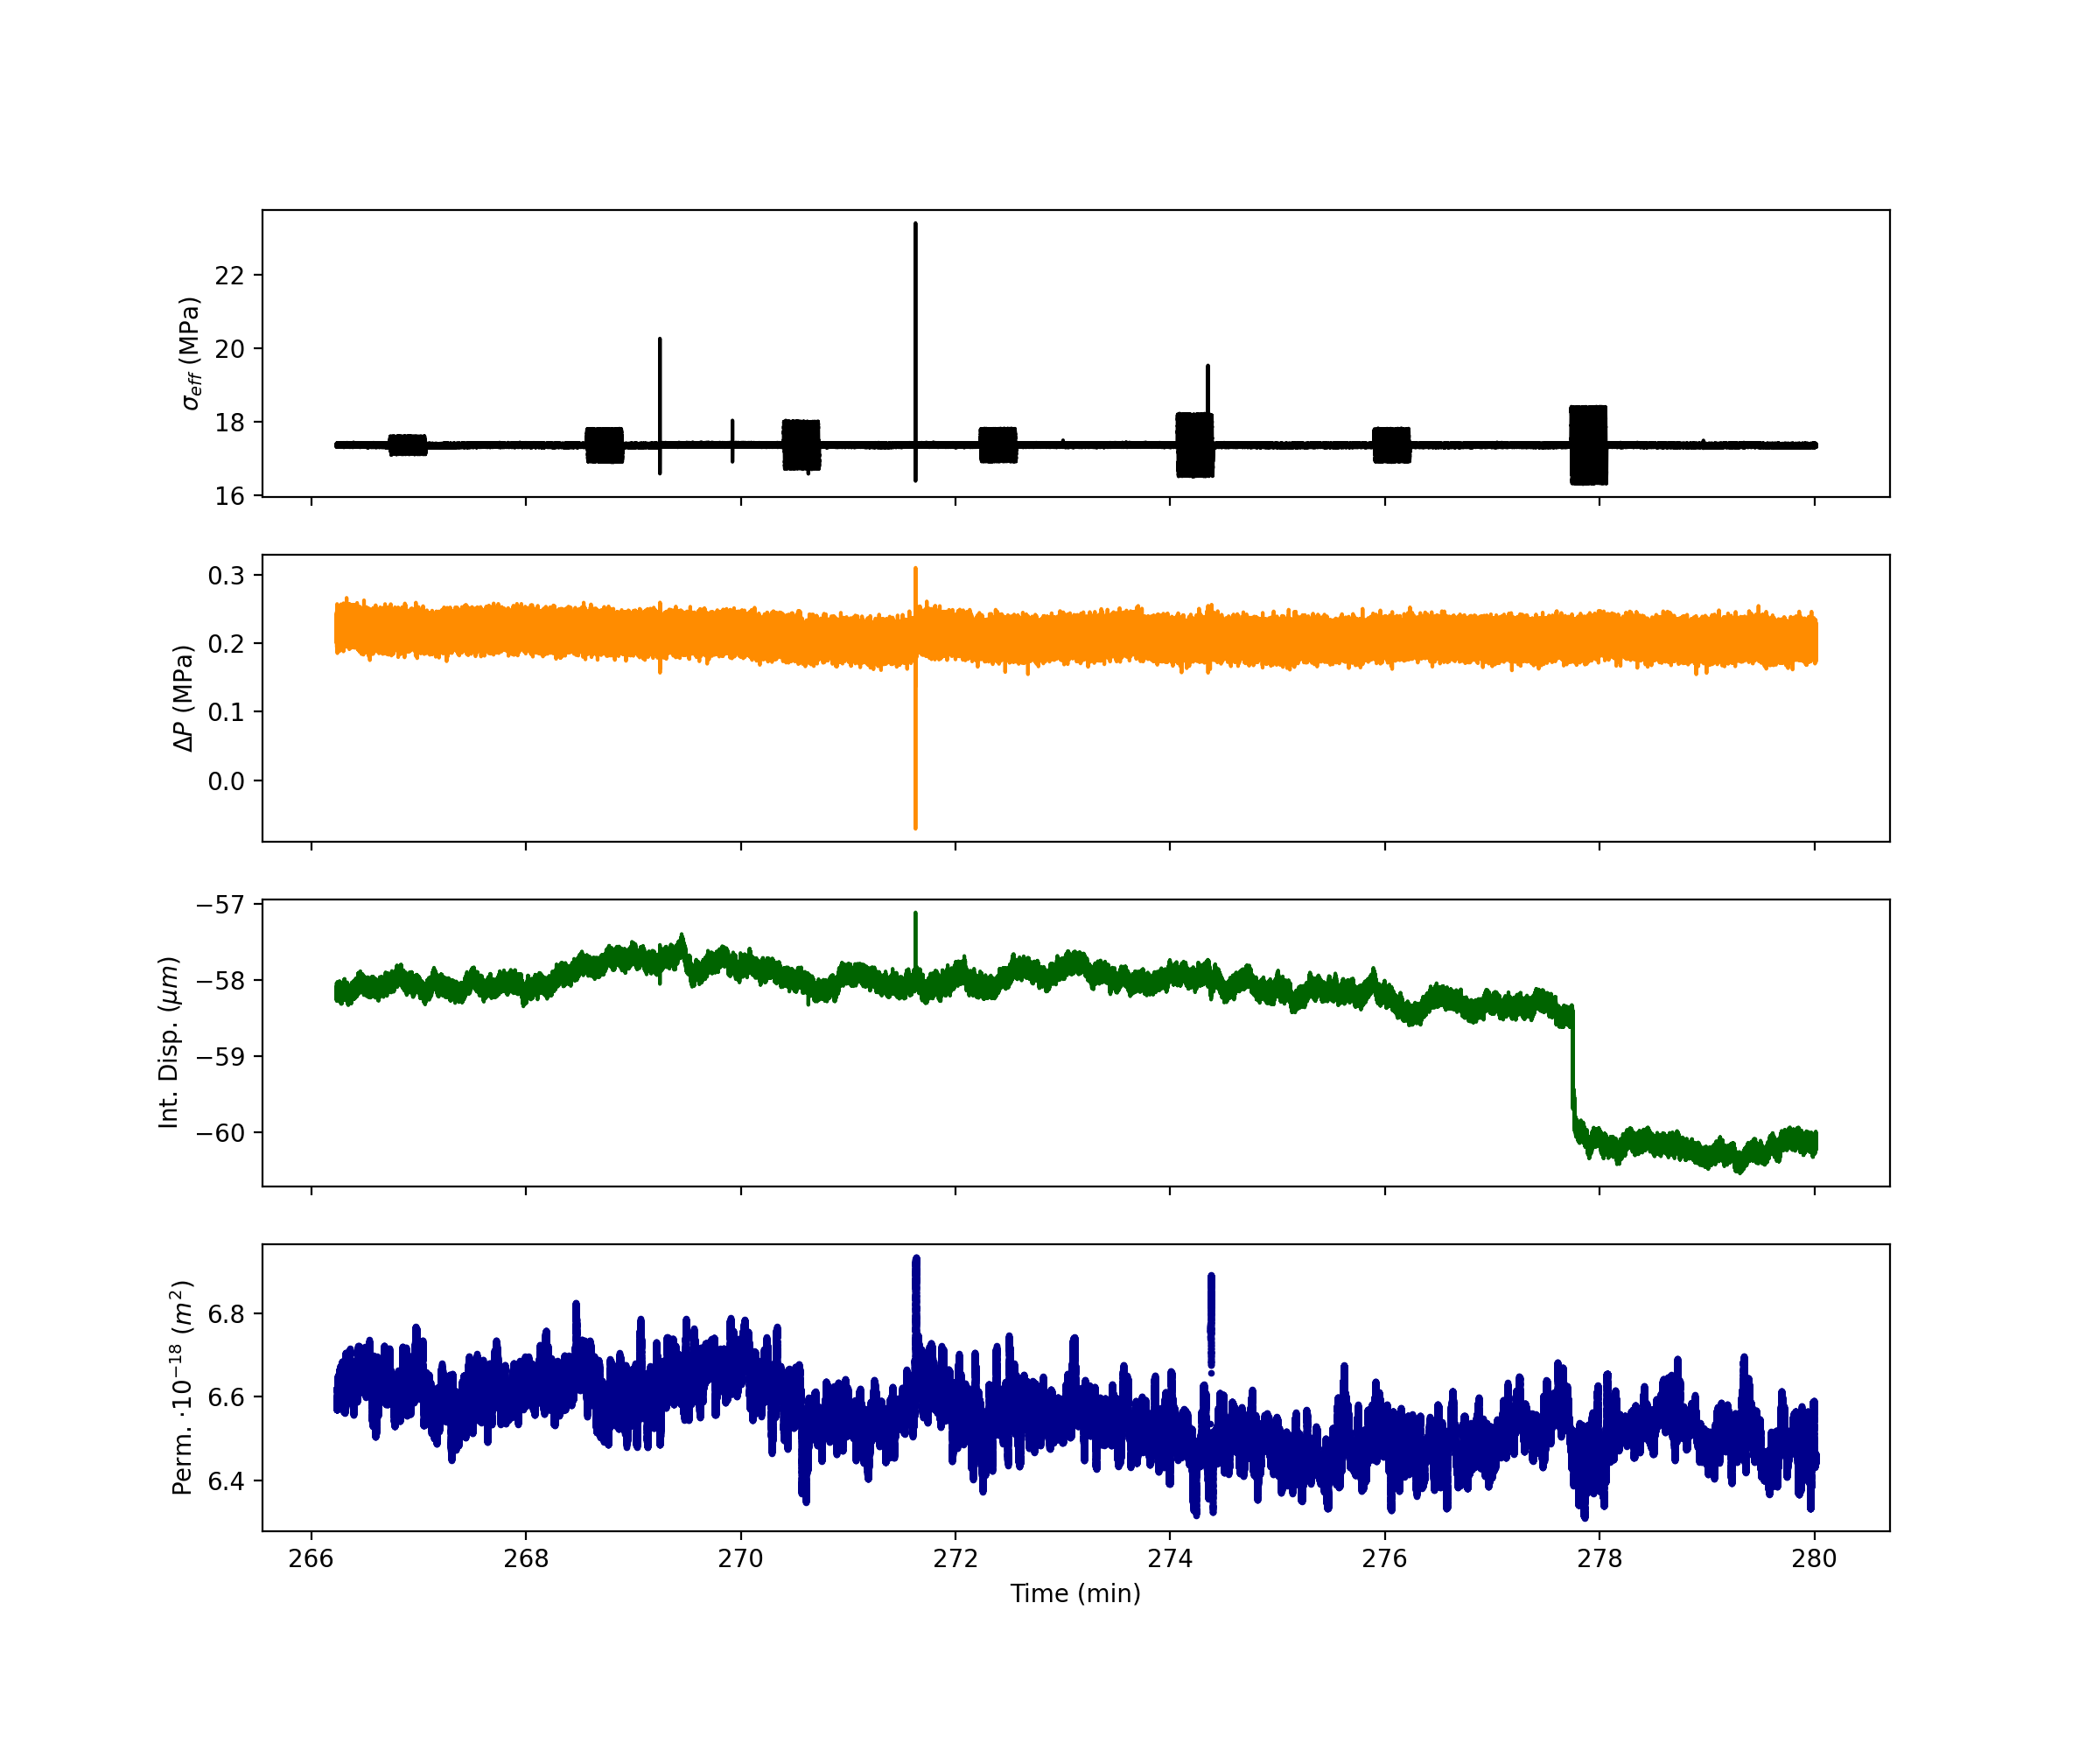 σeff (MPa)
22
20
18
16
ΔP (MPa)
0.3
0.2
0.1
0.0
Int. Disp. (μm)
−57
−58
−59
−60
Perm. ·10⁻¹⁸ (m²)
6.8
6.6
6.4
266 268 270 272 274 276 278 280
Time (min)